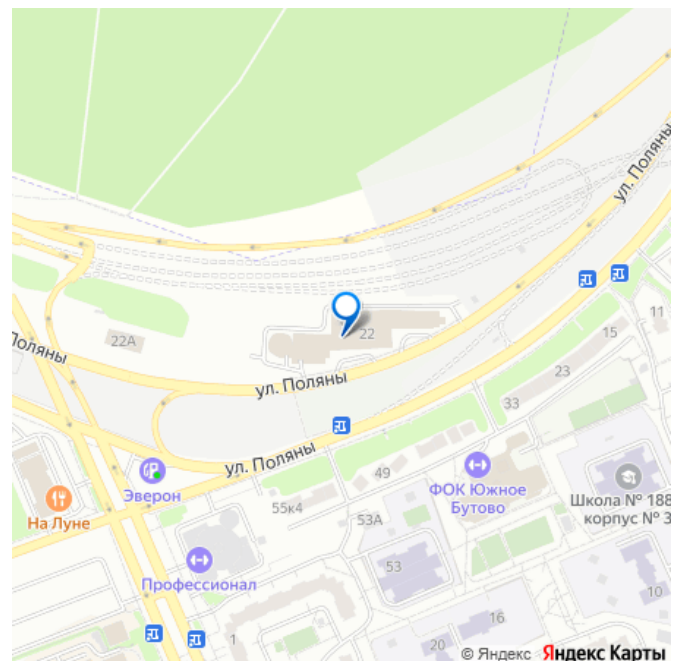 ул. Поляны
11
15
22А
22
Поляны
23
ул. Поляны
33
ул. Поляны
49
Эверон
ФОК Южное
Бутово
На Луне
55к4
Школа № 188
корпус № 3
53А
Профессионал
53
10
16
1
20
© Яндекс Яндекс Карты